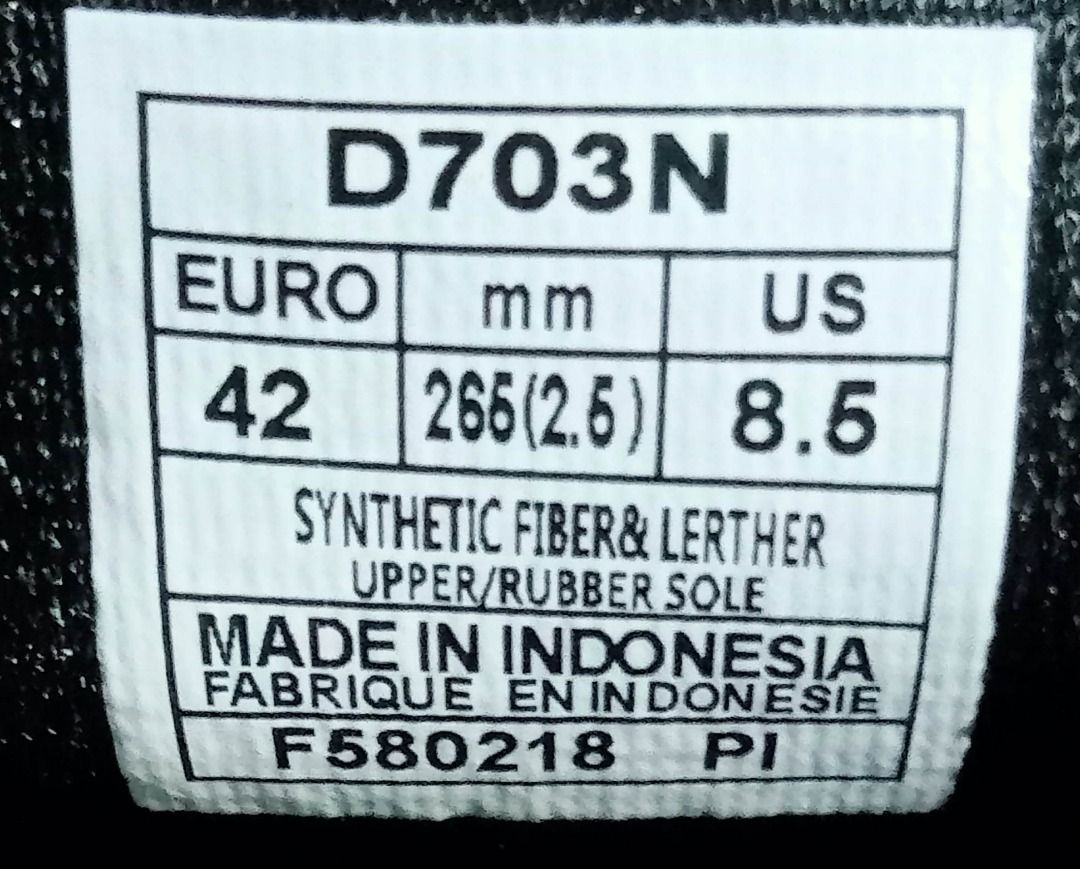 D703N
EURO mm US
42 265(2.5) 8.5
SYNTHETIC FIBER& LERTHER
UPPER/RUBBER SOLE
MADE IN INDONESIA
FABRIQUE EN INDONESIE
F580218 PI